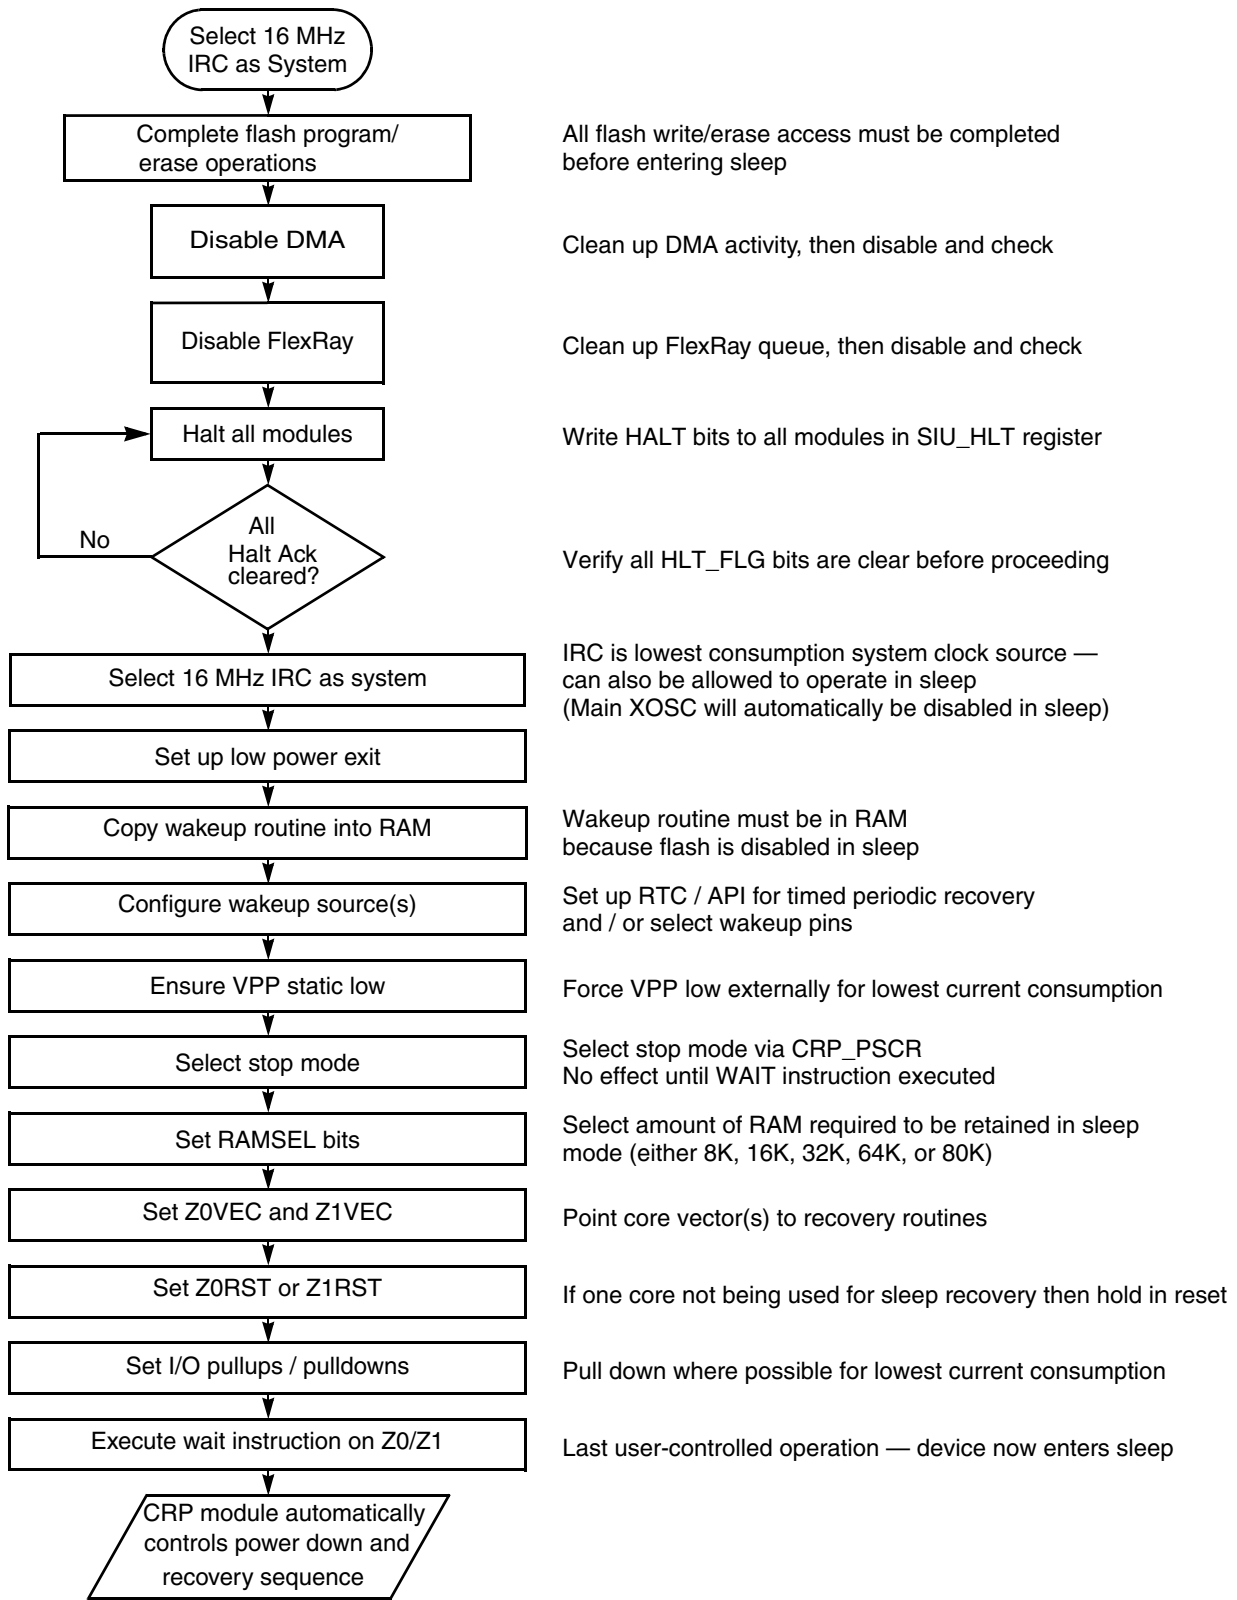 Select 16 MHz
IRC as System
Complete flash program/
erase operations
All flash write/erase access must be completed
before entering sleep
Disable DMA
Clean up DMA activity, then disable and check
Disable FlexRay
Clean up FlexRay queue, then disable and check
Halt all modules
Write HALT bits to all modules in SIU_HLT register
All
Halt Ack
cleared?
No
Verify all HLT_FLG bits are clear before proceeding
Select 16 MHz IRC as system
IRC is lowest consumption system clock source —
can also be allowed to operate in sleep
(Main XOSC will automatically be disabled in sleep)
Set up low power exit
Copy wakeup routine into RAM
Wakeup routine must be in RAM
because flash is disabled in sleep
Configure wakeup source(s)
Set up RTC / API for timed periodic recovery
and / or select wakeup pins
Ensure VPP static low
Force VPP low externally for lowest current consumption
Select stop mode
Select stop mode via CRP_PSCR
No effect until WAIT instruction executed
Set RAMSEL bits
Select amount of RAM required to be retained in sleep
mode (either 8K, 16K, 32K, 64K, or 80K)
Set Z0VEC and Z1VEC
Point core vector(s) to recovery routines
Set Z0RST or Z1RST
If one core not being used for sleep recovery then hold in reset
Set I/O pullups / pulldowns
Pull down where possible for lowest current consumption
Execute wait instruction on Z0/Z1
Last user-controlled operation — device now enters sleep
CRP module automatically
controls power down and
recovery sequence